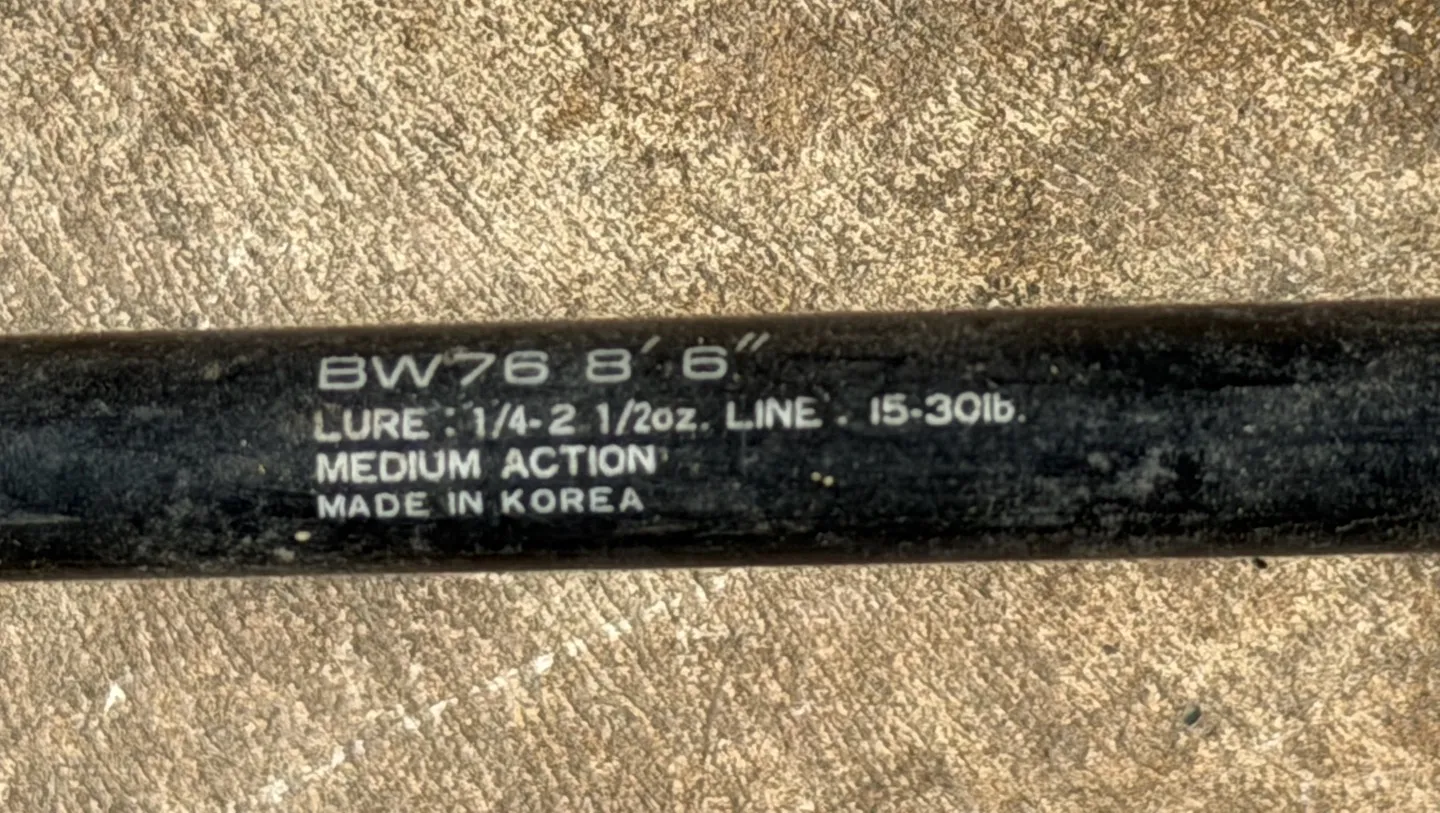 BW76 8' 6"
LURE : 1/4-2 1/2oz. LINE : 15-30lb.
MEDIUM ACTION
MADE IN KOREA